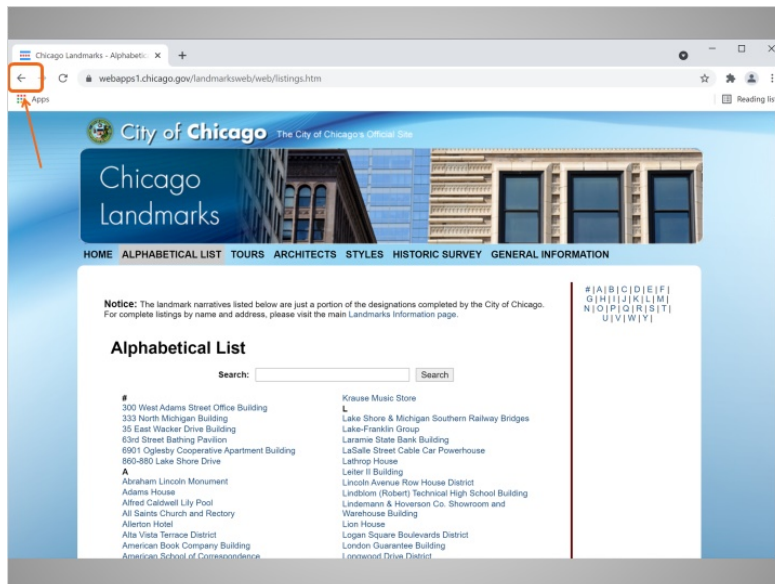 Chicago Landmarks - Alphabetic
webapps1.chicago.gov/landmarksweb/web/listings.htm
Apps
Reading lis
City of Chicago The City of Chicago's Official Site
Chicago
Landmarks
HOME ALPHABETICAL LIST TOURS ARCHITECTS STYLES HISTORIC SURVEY GENERAL INFORMATION
# | A | B | C | D | E | F |
G | H | I | J | K | L | M |
N | O | P | Q | R | S | T |
U | V | W | Y |
Notice: The landmark narratives listed below are just a portion of the designations completed by the City of Chicago.
For complete listings by name and address, please visit the main Landmarks Information page.
Alphabetical List
Search: Search
#
300 West Adams Street Office Building
333 North Michigan Building
35 East Wacker Drive Building
63rd Street Bathing Pavilion
6901 Oglesby Cooperative Apartment Building
860-880 Lake Shore Drive
A
Abraham Lincoln Monument
Adams House
Alfred Caldwell Lily Pool
All Saints Church and Rectory
Allerton Hotel
Alta Vista Terrace District
American Book Company Building
American School of Correspondence
Krause Music Store
L
Lake Shore & Michigan Southern Railway Bridges
Lake-Franklin Group
Laramie State Bank Building
LaSalle Street Cable Car Powerhouse
Lathrop House
Leiter II Building
Lincoln Avenue Row House District
Lindblom (Robert) Technical High School Building
Lindemann & Hoverson Co. Showroom and
Warehouse Building
Lion House
Logan Square Boulevards District
London Guarantee Building
Longwood Drive District